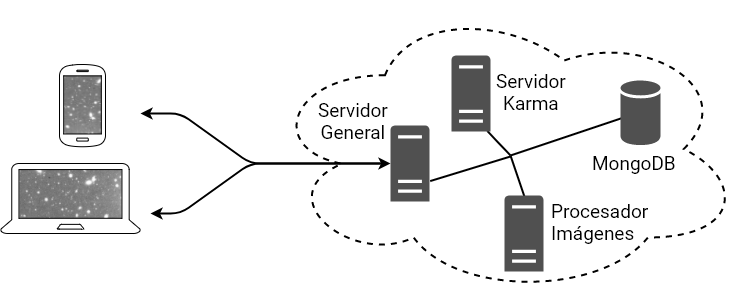 Servidor
General
Servidor
Karma
MongoDB
Procesador
Imágenes